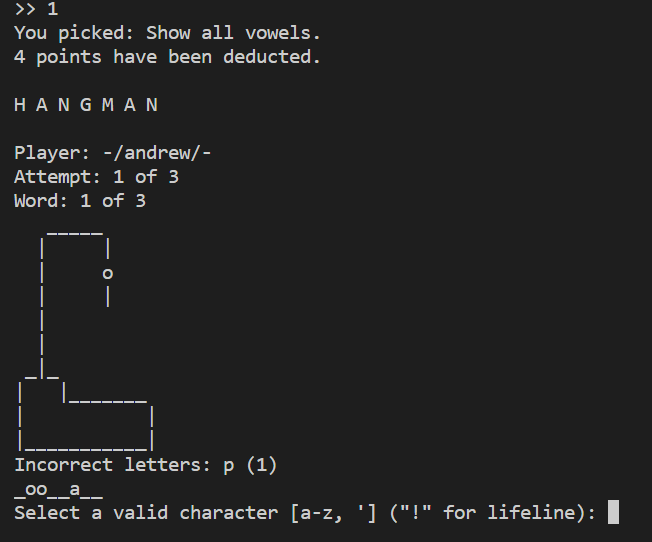 >> 1
You picked: Show all vowels.
4 points have been deducted.
H A N G M A N
Player: -/andrew/-
Attempt: 1 of 3
Word: 1 of 3
Incorrect letters: p (1)
_oo__a__
Select a valid character [a-z, '] ("!" for lifeline):